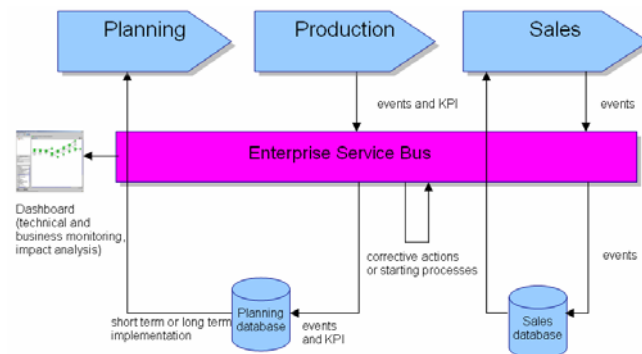 Planning
Production
Sales
events and KPI
events
Enterprise Service Bus
Dashboard
(technical and
business monitoring,
impact analysis)
corrective actions
or starting processes
events
short term or long term
implementation
Planning
database
events
and KPI
Sales
database